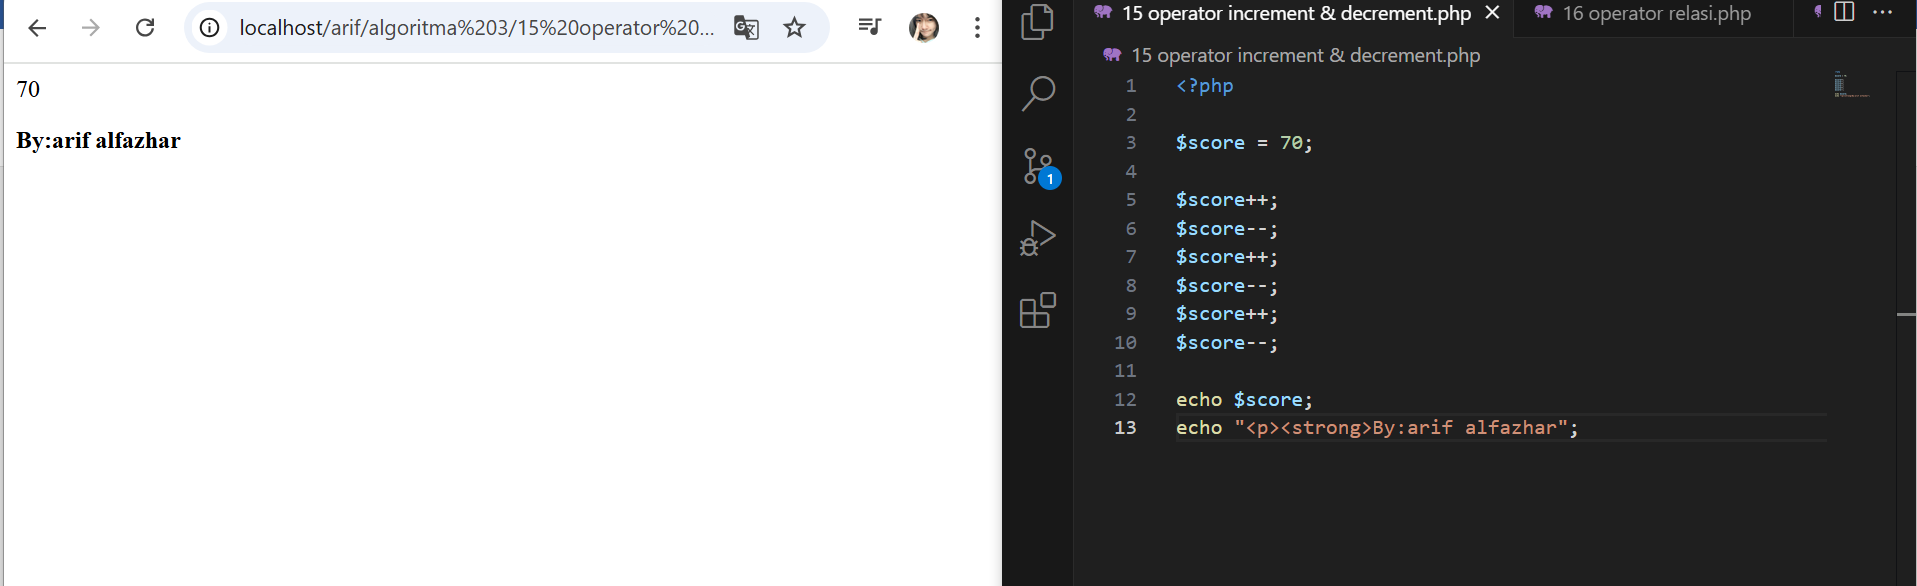 localhost/arif/algoritma%203/15%20operator%20...
70
By:arif alfazhar
15 operator increment & decrement.php
16 operator relasi.php
15 operator increment & decrement.php
1 <?php
2
3 $score = 70;
4
5 $score++;
6 $score--;
7 $score++;
8 $score--;
9 $score++;
10 $score--;
11
12 echo $score;
13 echo "<p><strong>By:arif alfazhar";
1